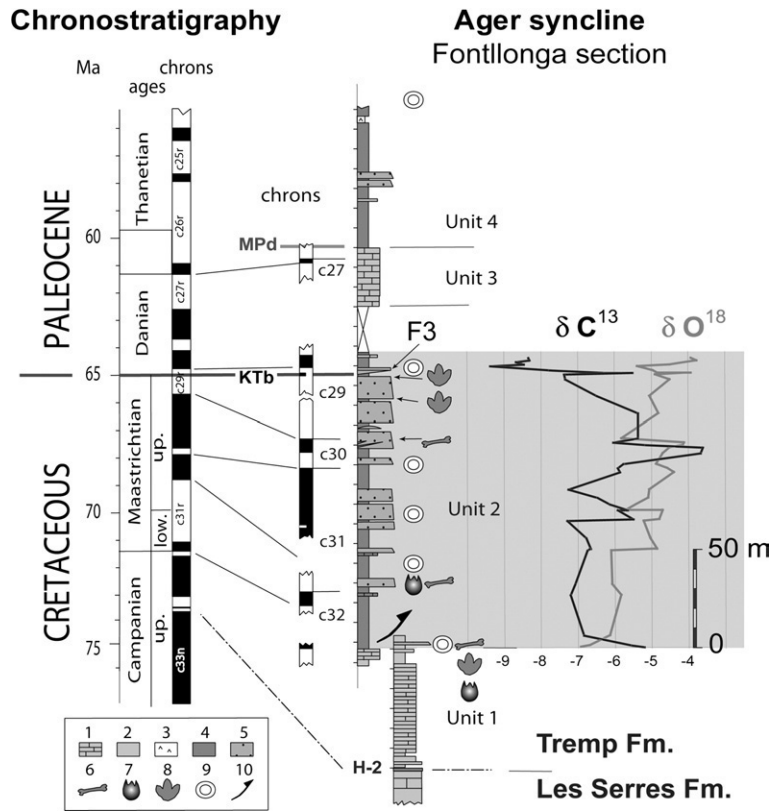 Chronostratigraphy
Ager syncline
Fontllonga section
Ma
chrons
ages
PALEOCENE
CRETACEOUS
Thanetian
Danian
Maastrichtian
up.
low.
Campanian
up.
60
65
70
75
c25r
c26r
c27r
c29r
c31r
c33n
chrons
MPd
c27
KTb
c29
c30
c31
c32
H-2
F3
Unit 4
Unit 3
Unit 2
Unit 1
δ C13
δ O18
50 m
0
-9 -8 -7 -6 -5 -4
Tremp Fm.
Les Serres Fm.
1 2 3 4 5
6 7 8 9 10